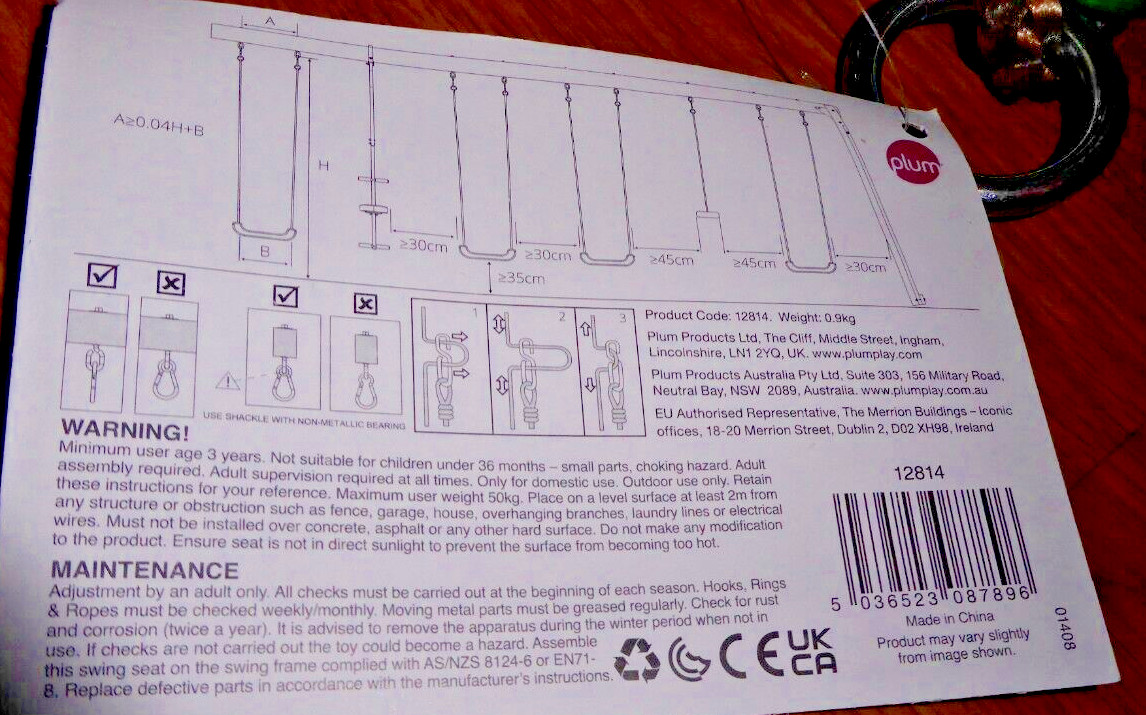 A
A≥0.04H+B
H
B
≥30cm
≥30cm
≥45cm
≥45cm
≥30cm
≥35cm
plum
1
2
3
USE SHACKLE WITH NON-METALLIC BEARING
Product Code: 12814. Weight: 0.9kg
Plum Products Ltd, The Cliff, Middle Street, Ingham,
Lincolnshire, LN1 2YQ, UK. www.plumplay.com
Plum Products Australia Pty Ltd, Suite 303, 156 Military Road,
Neutral Bay, NSW 2089, Australia. www.plumplay.com.au
EU Authorised Representative, The Merrion Buildings – Iconic
offices, 18-20 Merrion Street, Dublin 2, D02 XH98, Ireland
WARNING!
Minimum user age 3 years. Not suitable for children under 36 months – small parts, choking hazard. Adult
assembly required. Adult supervision required at all times. Only for domestic use. Outdoor use only. Retain
these instructions for your reference. Maximum user weight 50kg. Place on a level surface at least 2m from
any structure or obstruction such as fence, garage, house, overhanging branches, laundry lines or electrical
wires. Must not be installed over concrete, asphalt or any other hard surface. Do not make any modification
to the product. Ensure seat is not in direct sunlight to prevent the surface from becoming too hot.
MAINTENANCE
Adjustment by an adult only. All checks must be carried out at the beginning of each season. Hooks, Rings
& Ropes must be checked weekly/monthly. Moving metal parts must be greased regularly. Check for rust
and corrosion (twice a year). It is advised to remove the apparatus during the winter period when not in
use. If checks are not carried out the toy could become a hazard. Assemble
this swing seat on the swing frame complied with AS/NZS 8124-6 or EN71-
8. Replace defective parts in accordance with the manufacturer's instructions.
CE
UK
CA
12814
5 036523 087896
Made in China
Product may vary slightly
from image shown.
01408